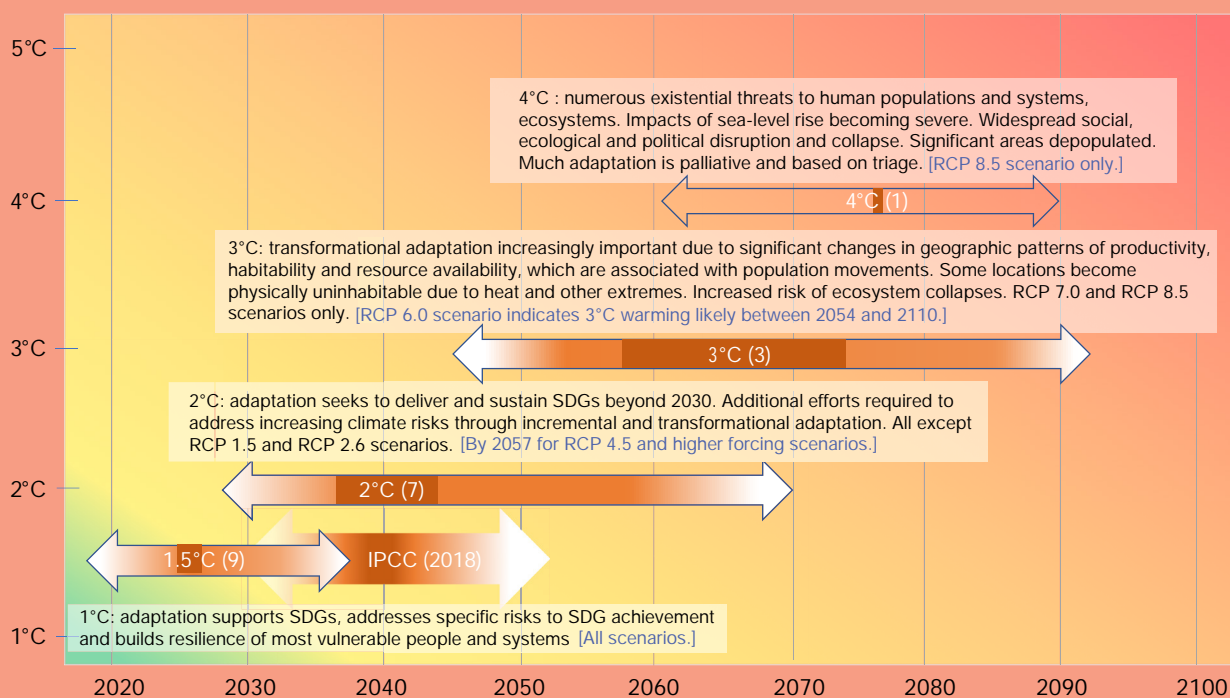 5°C
4°C : numerous existential threats to human populations and systems,
ecosystems. Impacts of sea-level rise becoming severe. Widespread social,
ecological and political disruption and collapse. Significant areas depopulated.
Much adaptation is palliative and based on triage. [RCP 8.5 scenario only.]
4°C
4°C (1)
3°C: transformational adaptation increasingly important due to significant changes in geographic patterns of productivity,
habitability and resource availability, which are associated with population movements. Some locations become
physically uninhabitable due to heat and other extremes. Increased risk of ecosystem collapses. RCP 7.0 and RCP 8.5
scenarios only. [RCP 6.0 scenario indicates 3°C warming likely between 2054 and 2110.]
3°C
3°C (3)
2°C: adaptation seeks to deliver and sustain SDGs beyond 2030. Additional efforts required to
address increasing climate risks through incremental and transformational adaptation. All except
RCP 1.5 and RCP 2.6 scenarios. [By 2057 for RCP 4.5 and higher forcing scenarios.]
2°C
2°C (7)
1.5°C (9)
IPCC (2018)
1°C: adaptation supports SDGs, addresses specific risks to SDG achievement
and builds resilience of most vulnerable people and systems [All scenarios.]
1°C
2020 2030 2040 2050 2060 2070 2080 2090 2100